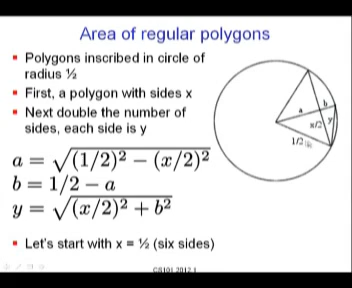 Area of regular polygons
Polygons inscribed in circle of
radius ½
First, a polygon with sides x
Next double the number of
sides, each side is y
a = √((1/2)² − (x/2)²)
b = 1/2 − a
y = √((x/2)² + b²)
Let's start with x = ½ (six sides)
a
b
x/2
y
1/2
CS101 2012.1